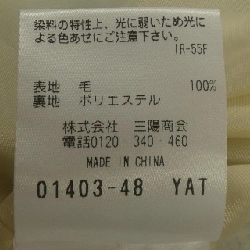 染料の特性上、光に弱いため光に
よる色あせにご注意下さい。
IR-55F
表地 毛 100%
裏地 ポリエステル
株式会社 三陽商会
電話0120 340-460
MADE IN CHINA
01403-48 YAT